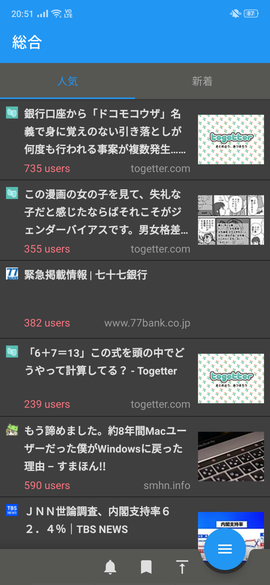 20:51
87
総合
人気
新着
銀行口座から「ドコモコウザ」名
義で身に覚えのない引き落としが
何度も行われる事案が複数発生……
735 users
togetter.com
togetter
この漫画の女の子を見て、失礼な
子だと感じたならばそれこそがジ
ェンダーバイアスです。男女格差...
355 users
togetter.com
77
緊急掲載情報 | 七十七銀行
382 users
www.77bank.co.jp
「6＋7＝13」この式を頭の中でど
うやって計算してる？ - Togetter
239 users
togetter.com
togetter
もう諦めました。約8年間Macユー
ザーだった僕がWindowsに戻った
理由 – すまほん!!
590 users
smhn.info
ＪＮＮ世論調査、内閣支持率６
２．４％｜TBS NEWS
内閣支持率